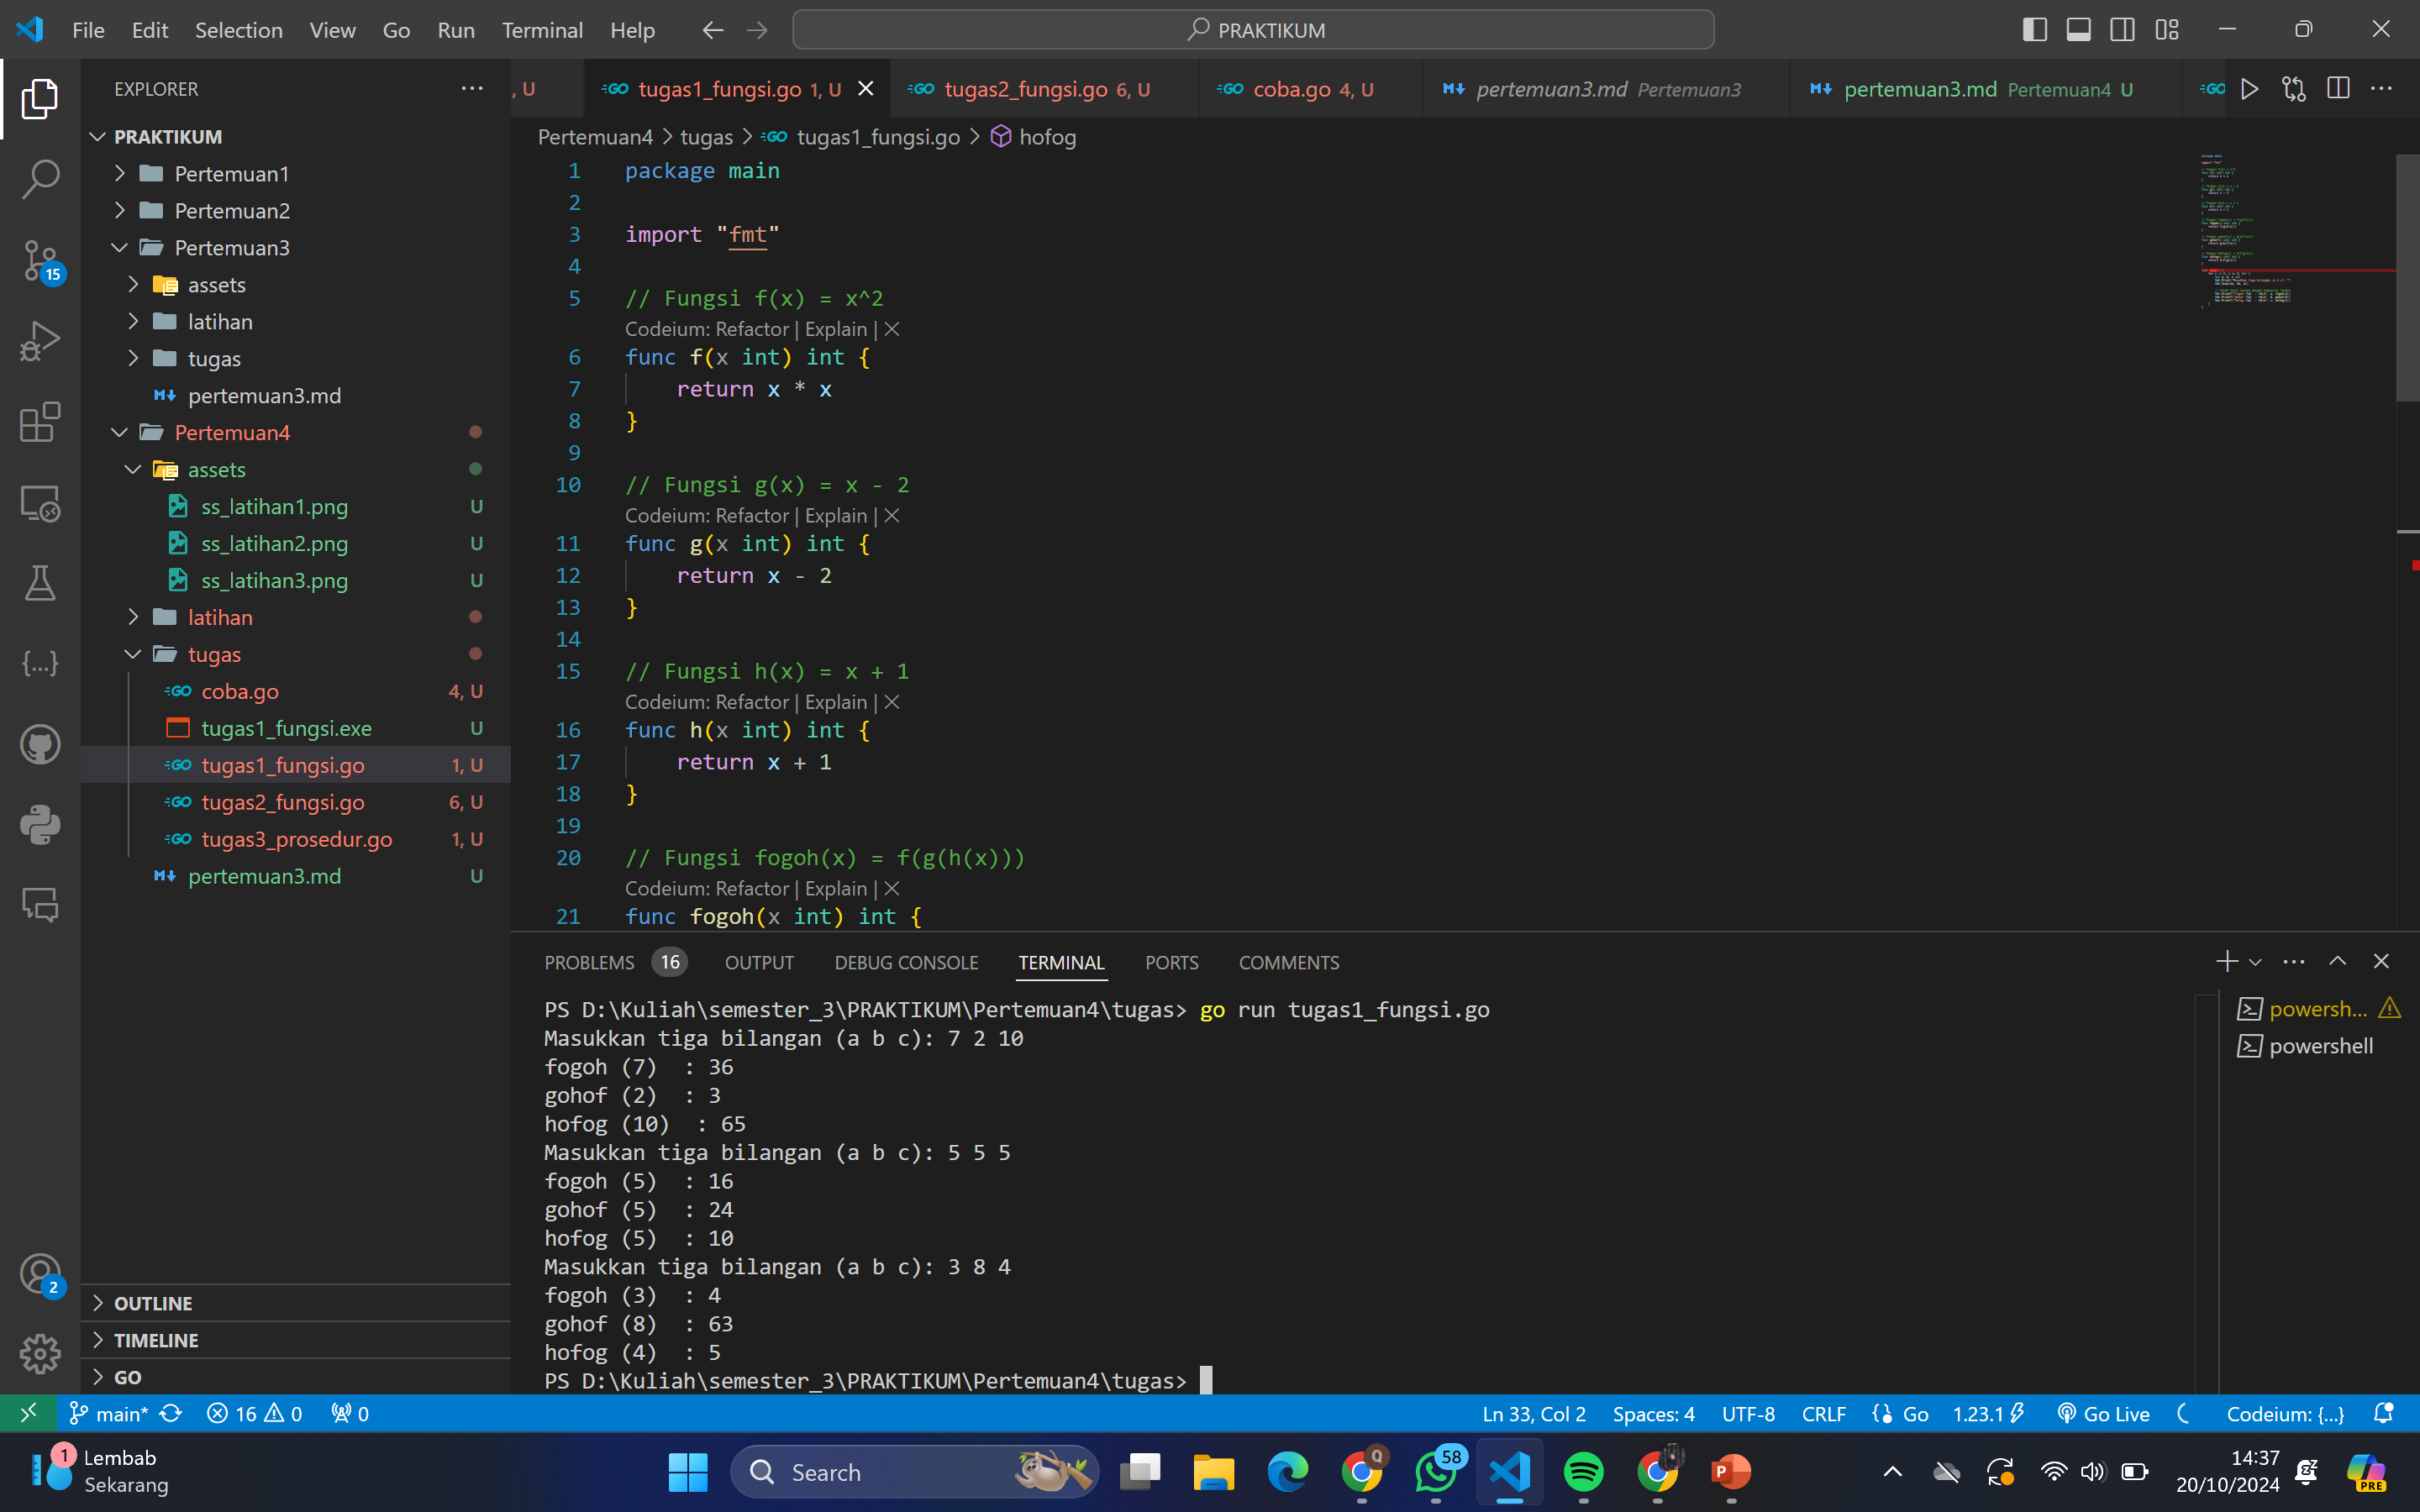 File Edit Selection View Go Run Terminal Help
PRAKTIKUM
EXPLORER
, U
tugas1_fungsi.go 1, U
tugas2_fungsi.go 6, U
coba.go 4, U
pertemuan3.md Pertemuan3
pertemuan3.md Pertemuan4 U
PRAKTIKUM
Pertemuan1
Pertemuan2
Pertemuan3
assets
latihan
tugas
pertemuan3.md
Pertemuan4
assets
ss_latihan1.png U
ss_latihan2.png U
ss_latihan3.png U
latihan
tugas
coba.go 4, U
tugas1_fungsi.exe U
tugas1_fungsi.go 1, U
tugas2_fungsi.go 6, U
tugas3_prosedur.go 1, U
pertemuan3.md U
OUTLINE
TIMELINE
GO
15
2
Pertemuan4 > tugas > tugas1_fungsi.go > hofog
1 package main
2
3 import "fmt"
4
5 // Fungsi f(x) = x^2
Codeium: Refactor | Explain | X
6 func f(x int) int {
7 return x * x
8 }
9
10 // Fungsi g(x) = x - 2
Codeium: Refactor | Explain | X
11 func g(x int) int {
12 return x - 2
13 }
14
15 // Fungsi h(x) = x + 1
Codeium: Refactor | Explain | X
16 func h(x int) int {
17 return x + 1
18 }
19
20 // Fungsi fogoh(x) = f(g(h(x)))
Codeium: Refactor | Explain | X
21 func fogoh(x int) int {
PROBLEMS 16 OUTPUT DEBUG CONSOLE TERMINAL PORTS COMMENTS
PS D:\Kuliah\semester_3\PRAKTIKUM\Pertemuan4\tugas> go run tugas1_fungsi.go
Masukkan tiga bilangan (a b c): 7 2 10
fogoh (7)  : 36
gohof (2)  : 3
hofog (10)  : 65
Masukkan tiga bilangan (a b c): 5 5 5
fogoh (5)  : 16
gohof (5)  : 24
hofog (5)  : 10
Masukkan tiga bilangan (a b c): 3 8 4
fogoh (3)  : 4
gohof (8)  : 63
hofog (4)  : 5
PS D:\Kuliah\semester_3\PRAKTIKUM\Pertemuan4\tugas>
powersh...
powershell
main* 16 0 0
Ln 33, Col 2 Spaces: 4 UTF-8 CRLF Go 1.23.1 Go Live Codeium: {...}
1
Lembab
Sekarang
Search
Q
58
P
14:37
20/10/2024
PRE